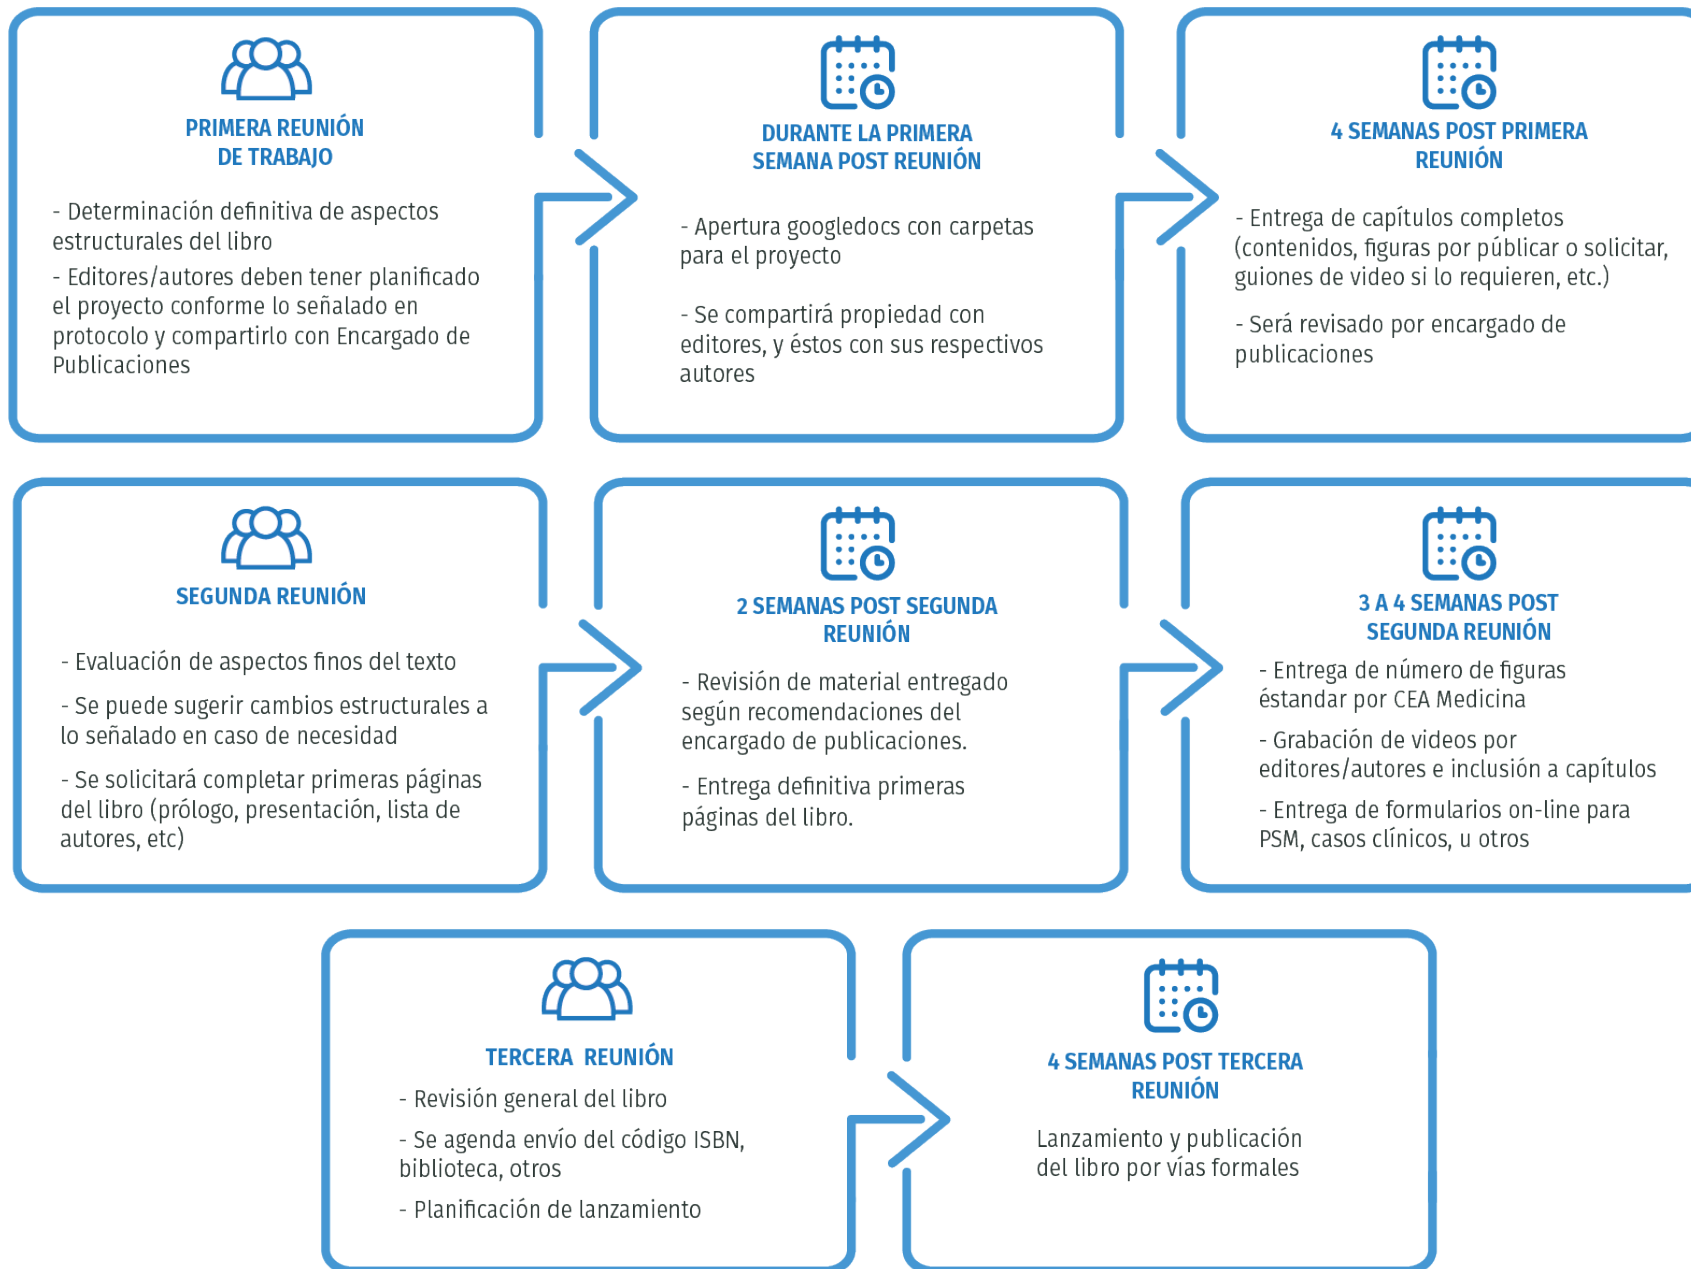 PRIMERA REUNIÓN
DE TRABAJO
- Determinación definitiva de aspectos
estructurales del libro
- Editores/autores deben tener planificado
el proyecto conforme lo señalado en
protocolo y compartirlo con Encargado de
Publicaciones
DURANTE LA PRIMERA
SEMANA POST REUNIÓN
- Apertura googledocs con carpetas
para el proyecto
- Se compartirá propiedad con
editores, y éstos con sus respectivos
autores
4 SEMANAS POST PRIMERA
REUNIÓN
- Entrega de capítulos completos
(contenidos, figuras por públicar o solicitar,
guiones de video si lo requieren, etc.)
- Será revisado por encargado de
publicaciones
SEGUNDA REUNIÓN
- Evaluación de aspectos finos del texto
- Se puede sugerir cambios estructurales a
lo señalado en caso de necesidad
- Se solicitará completar primeras páginas
del libro (prólogo, presentación, lista de
autores, etc)
2 SEMANAS POST SEGUNDA
REUNIÓN
- Revisión de material entregado
según recomendaciones del
encargado de publicaciones.
- Entrega definitiva primeras
páginas del libro.
3 A 4 SEMANAS POST
SEGUNDA REUNIÓN
- Entrega de número de figuras
éstandar por CEA Medicina
- Grabación de videos por
editores/autores e inclusión a capítulos
- Entrega de formularios on-line para
PSM, casos clínicos, u otros
TERCERA REUNIÓN
- Revisión general del libro
- Se agenda envío del código ISBN,
biblioteca, otros
- Planificación de lanzamiento
4 SEMANAS POST TERCERA
REUNIÓN
Lanzamiento y publicación
del libro por vías formales